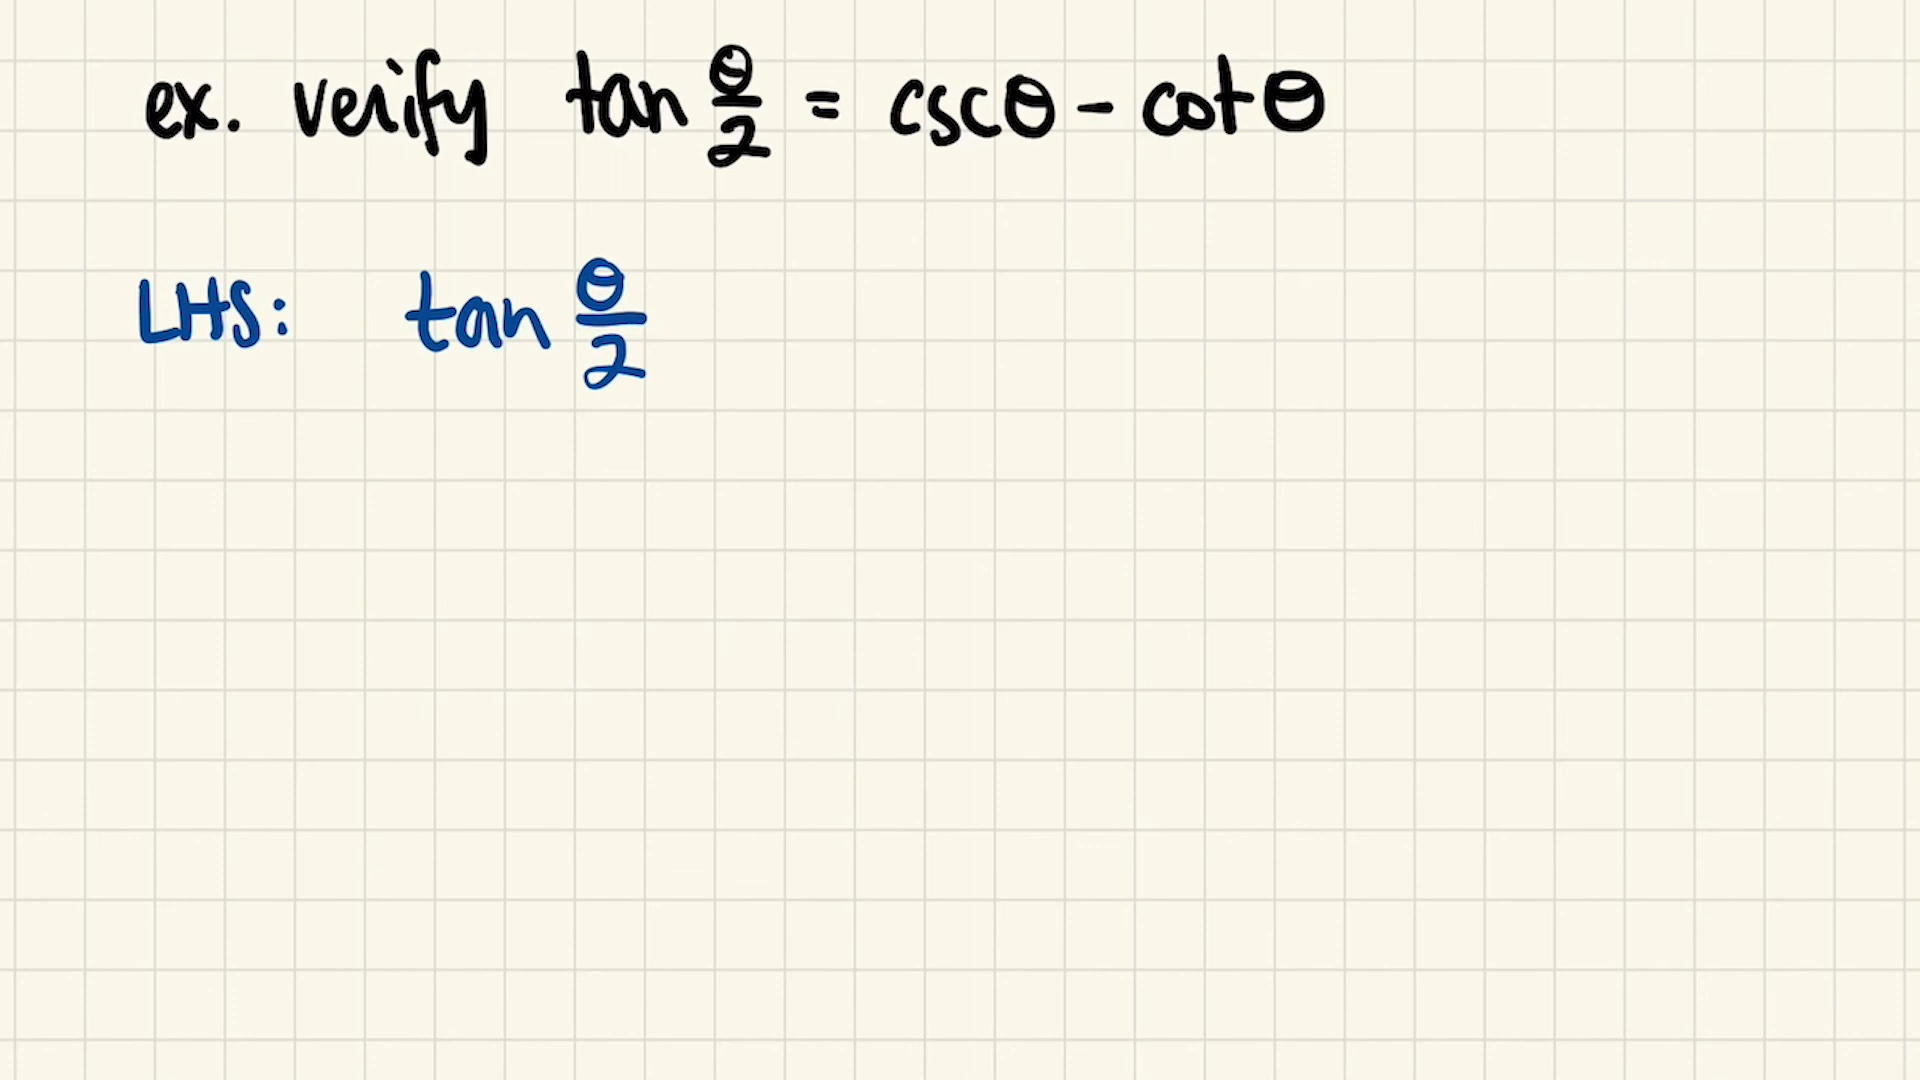 ex. verify tan θ/2 = cscθ - cotθ
LHS: tan θ/2